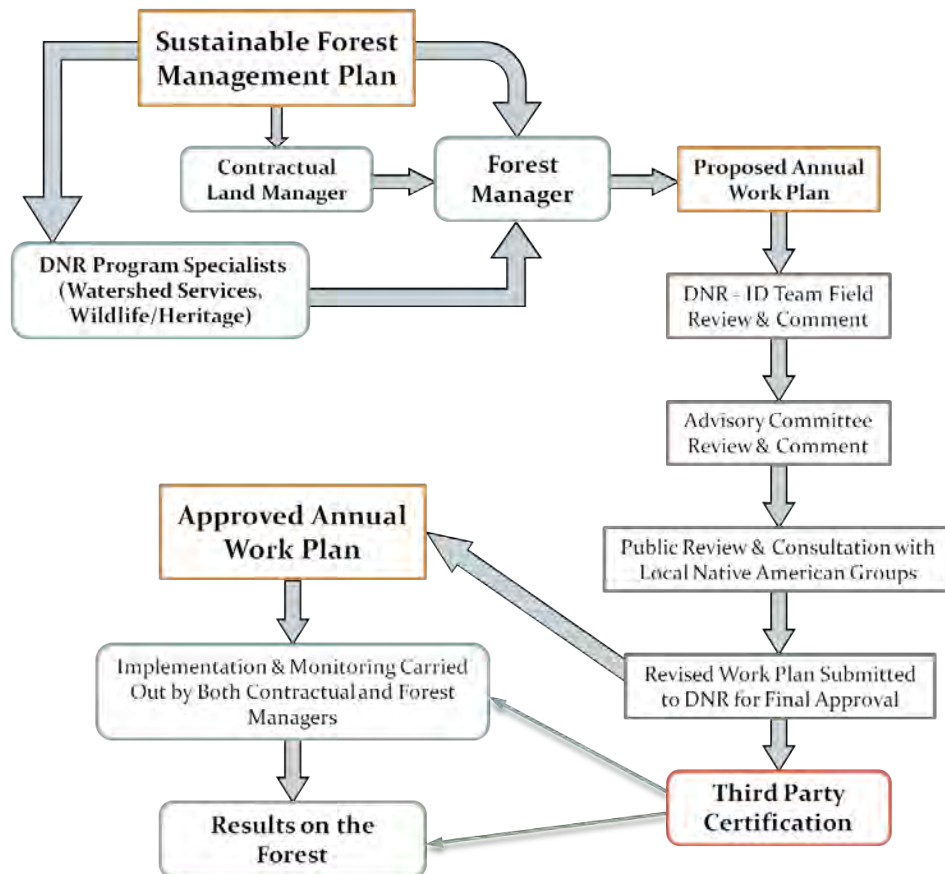 Sustainable Forest
Management Plan
Contractual
Land Manager
Forest
Manager
Proposed Annual
Work Plan
DNR Program Specialists
(Watershed Services,
Wildlife/Heritage)
DNR - ID Team Field
Review & Comment
Advisory Committee
Review & Comment
Public Review & Consultation with
Local Native American Groups
Revised Work Plan Submitted
to DNR for Final Approval
Approved Annual
Work Plan
Implementation & Monitoring Carried
Out by Both Contractual and Forest
Managers
Third Party
Certification
Results on the
Forest